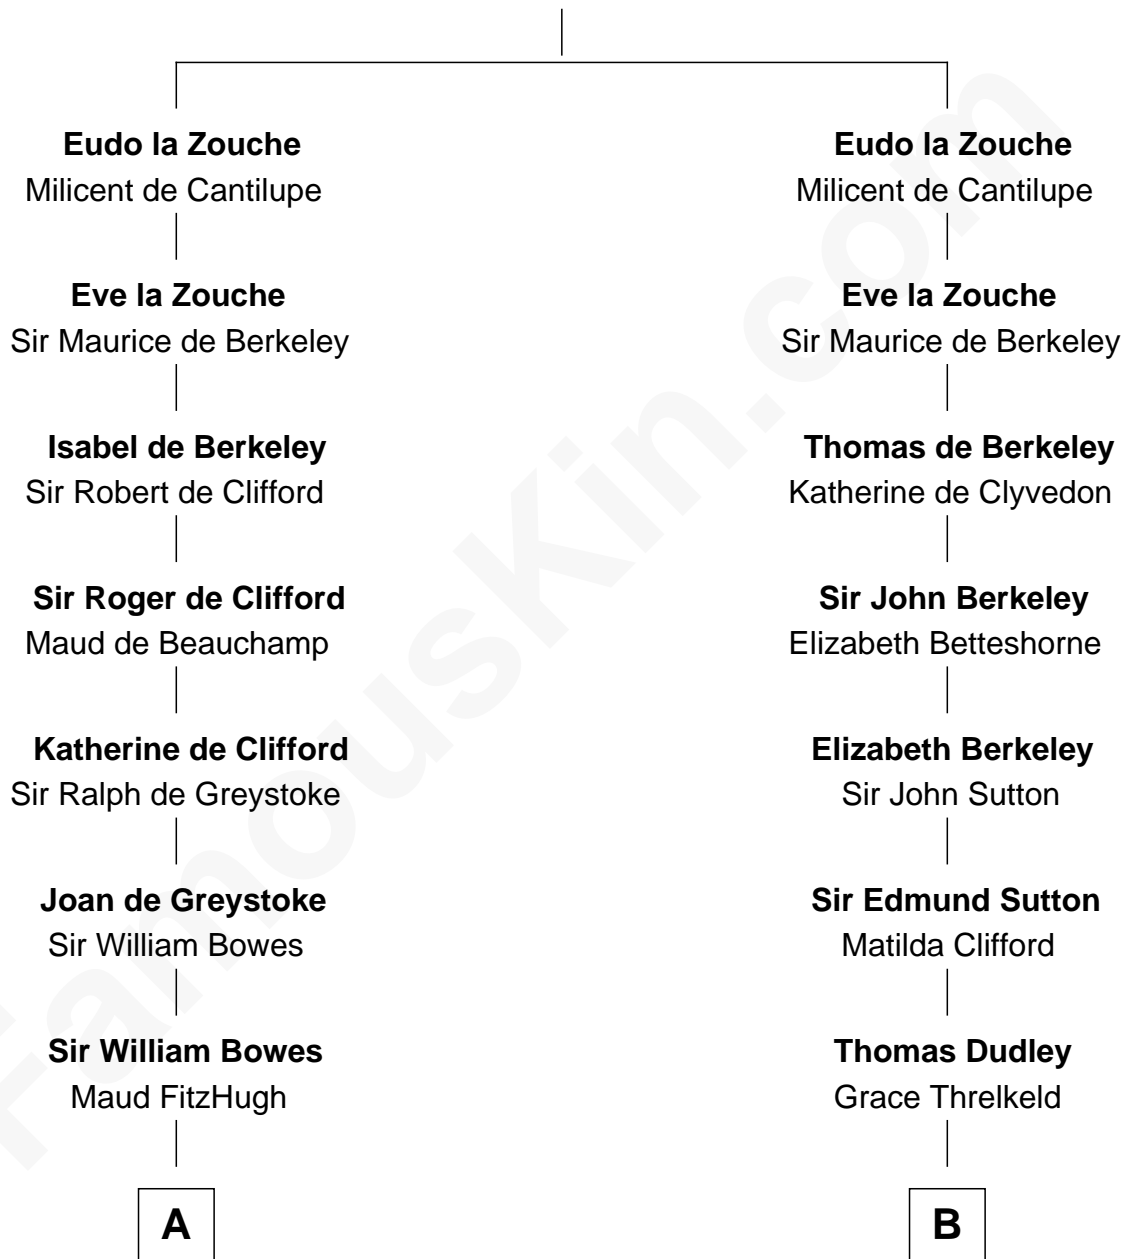 Eudo la Zouche
Milicent de Cantilupe
Eve la Zouche
Sir Maurice de Berkeley
Isabel de Berkeley
Sir Robert de Clifford
Sir Roger de Clifford
Maud de Beauchamp
Katherine de Clifford
Sir Ralph de Greystoke
Joan de Greystoke
Sir William Bowes
Sir William Bowes
Maud FitzHugh
A
Eudo la Zouche
Milicent de Cantilupe
Eve la Zouche
Sir Maurice de Berkeley
Thomas de Berkeley
Katherine de Clyvedon
Sir John Berkeley
Elizabeth Betteshorne
Elizabeth Berkeley
Sir John Sutton
Sir Edmund Sutton
Matilda Clifford
Thomas Dudley
Grace Threlkeld
B
FamousKin.com